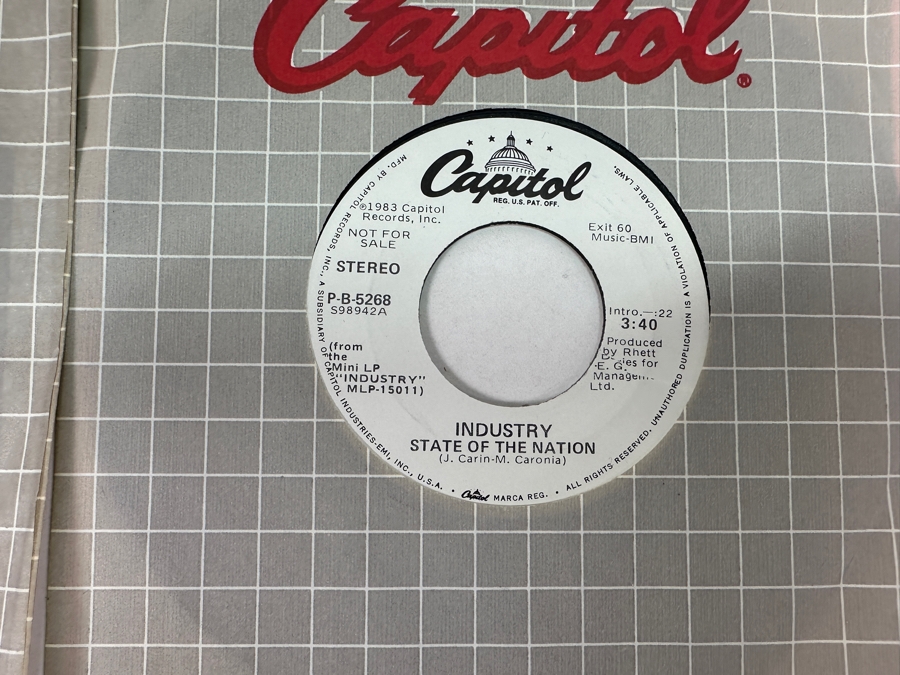 Capitol®
Capitol
REG. U.S. PAT. OFF.
MFD. BY CAPITOL RECORDS, INC., A SUBSIDIARY OF CAPITOL INDUSTRIES-EMI, INC., U.S.A. • Capitol MARCA REG. • ALL RIGHTS RESERVED. UNAUTHORED DUPLICATION IS A VIOLATION OF APPLICABLE LAWS.
℗1983 Capitol
Records, Inc.
NOT FOR
SALE
STEREO
P-B-5268
S98942A
(from
the
Mini LP
"INDUSTRY"
MLP-15011)
Exit 60
Music-BMI
Intro.—:22
3:40
Produced
by Rhett
for
E. G.
Ltd.
INDUSTRY
STATE OF THE NATION
(J. Carin-M. Caronia)